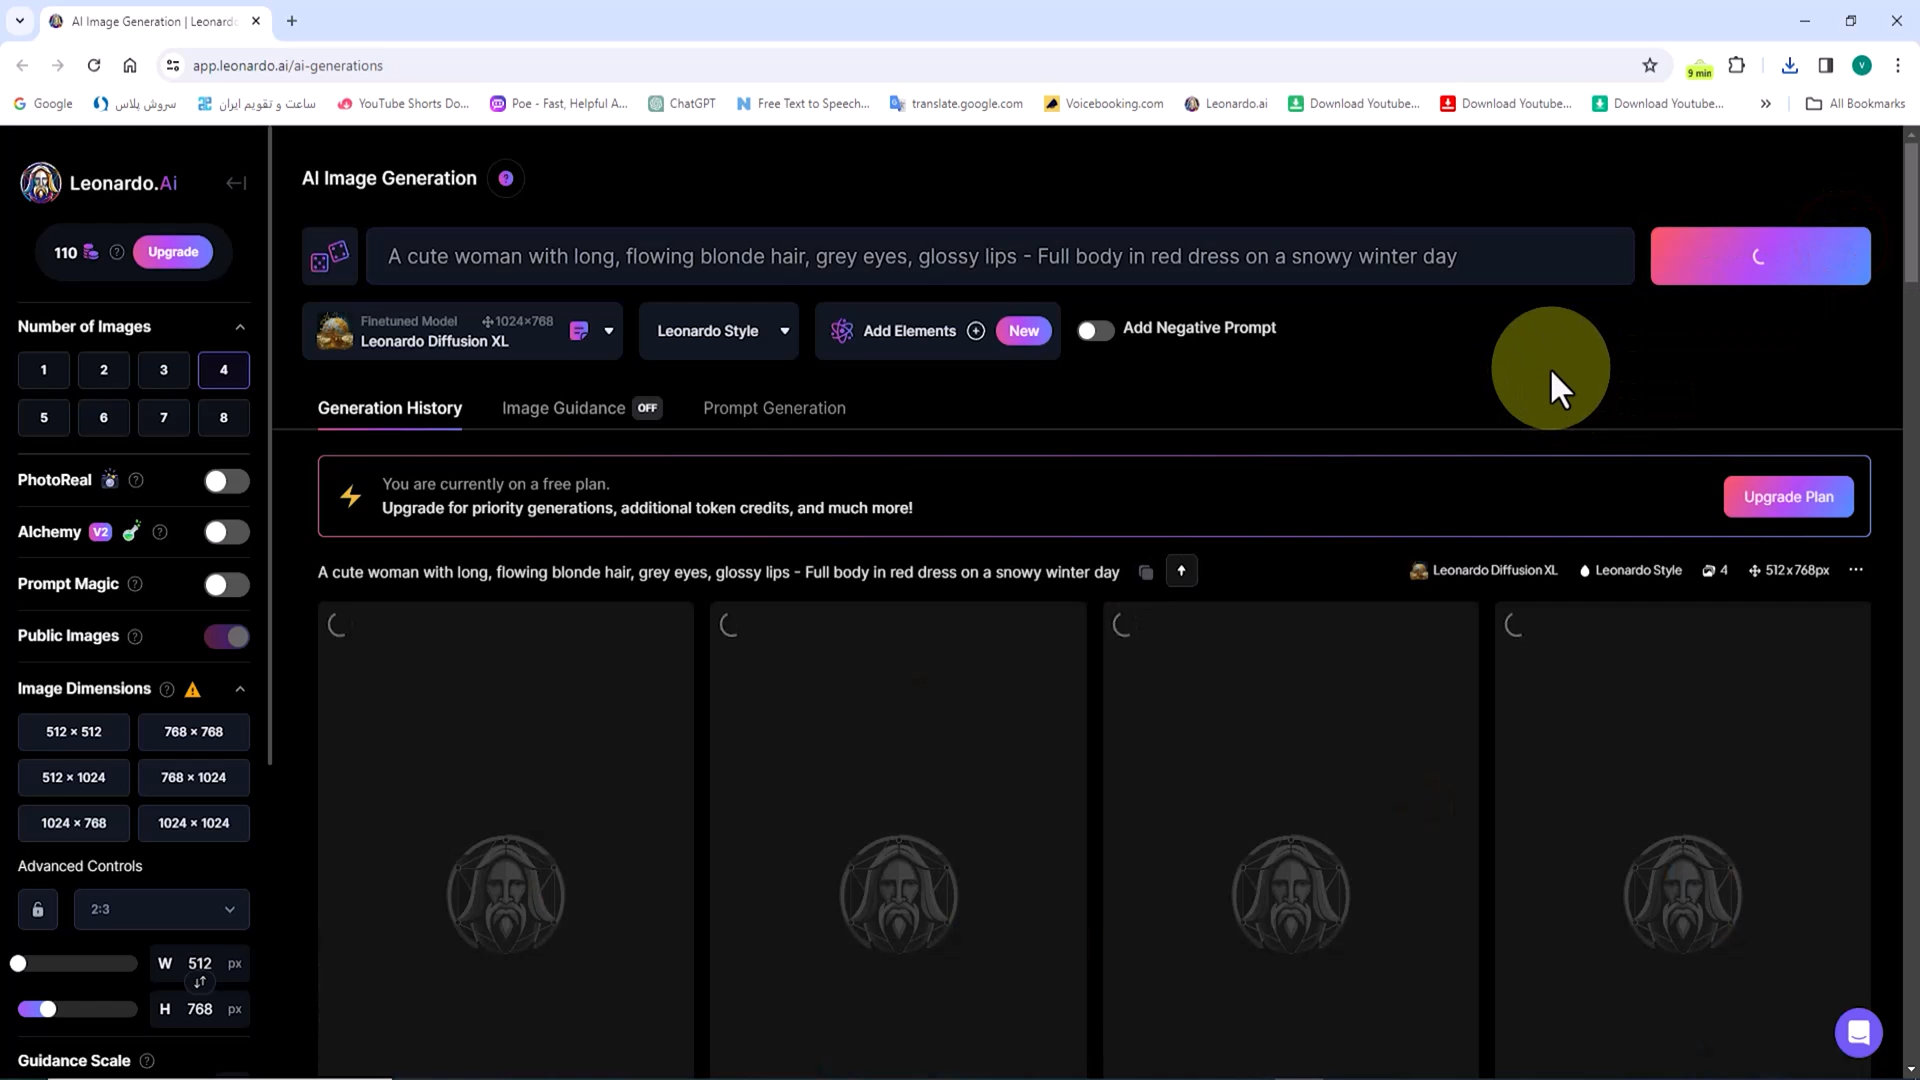 AI Image Generation | Leonardo
app.leonardo.ai/ai-generations
9 min
V
Google
سروش پلاس
ساعت و تقویم ایران
YouTube Shorts Do...
Poe - Fast, Helpful A...
ChatGPT
Free Text to Speech...
translate.google.com
Voicebooking.com
Leonardo.ai
Download Youtube...
Download Youtube...
Download Youtube...
All Bookmarks
Leonardo.Ai
110
Upgrade
Number of Images
1 2 3 4
5 6 7 8
PhotoReal
Alchemy V2
Prompt Magic
Public Images
Image Dimensions
512 × 512 768 × 768
512 × 1024 768 × 1024
1024 × 768 1024 × 1024
Advanced Controls
2:3
W 512 px
H 768 px
Guidance Scale
AI Image Generation
A cute woman with long, flowing blonde hair, grey eyes, glossy lips - Full body in red dress on a snowy winter day
Finetuned Model 1024×768
Leonardo Diffusion XL
Leonardo Style
Add Elements New
Add Negative Prompt
Generation History
Image Guidance OFF
Prompt Generation
You are currently on a free plan.
Upgrade for priority generations, additional token credits, and much more!
Upgrade Plan
A cute woman with long, flowing blonde hair, grey eyes, glossy lips - Full body in red dress on a snowy winter day
Leonardo Diffusion XL
Leonardo Style
4
512x768px